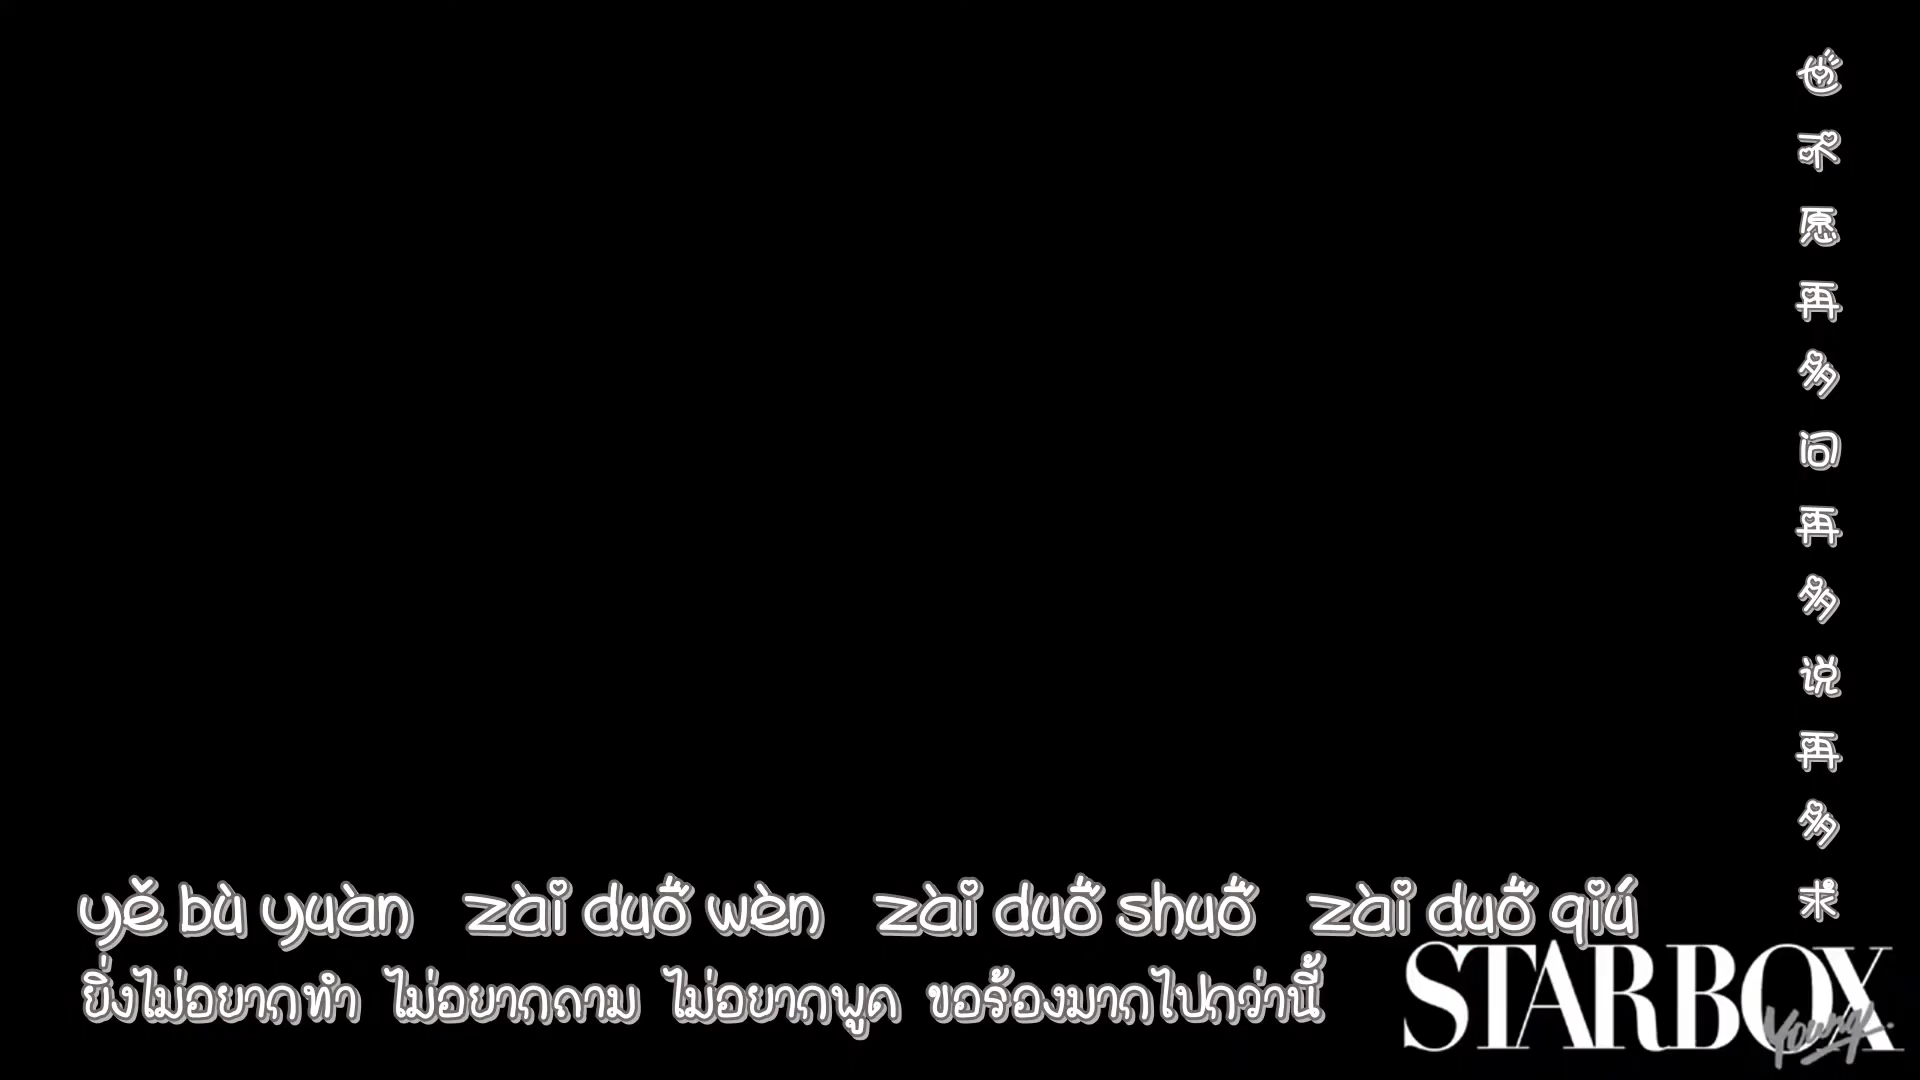 也不愿再多问再多说再多求
yě bù yuàn zài duō wèn zài duō shuō zài duō qiú
ยิ่งไม่อยากทำ ไม่อยากถาม ไม่อยากพูด ขอร้องมากไปกว่านี้
STARBOX
Young.